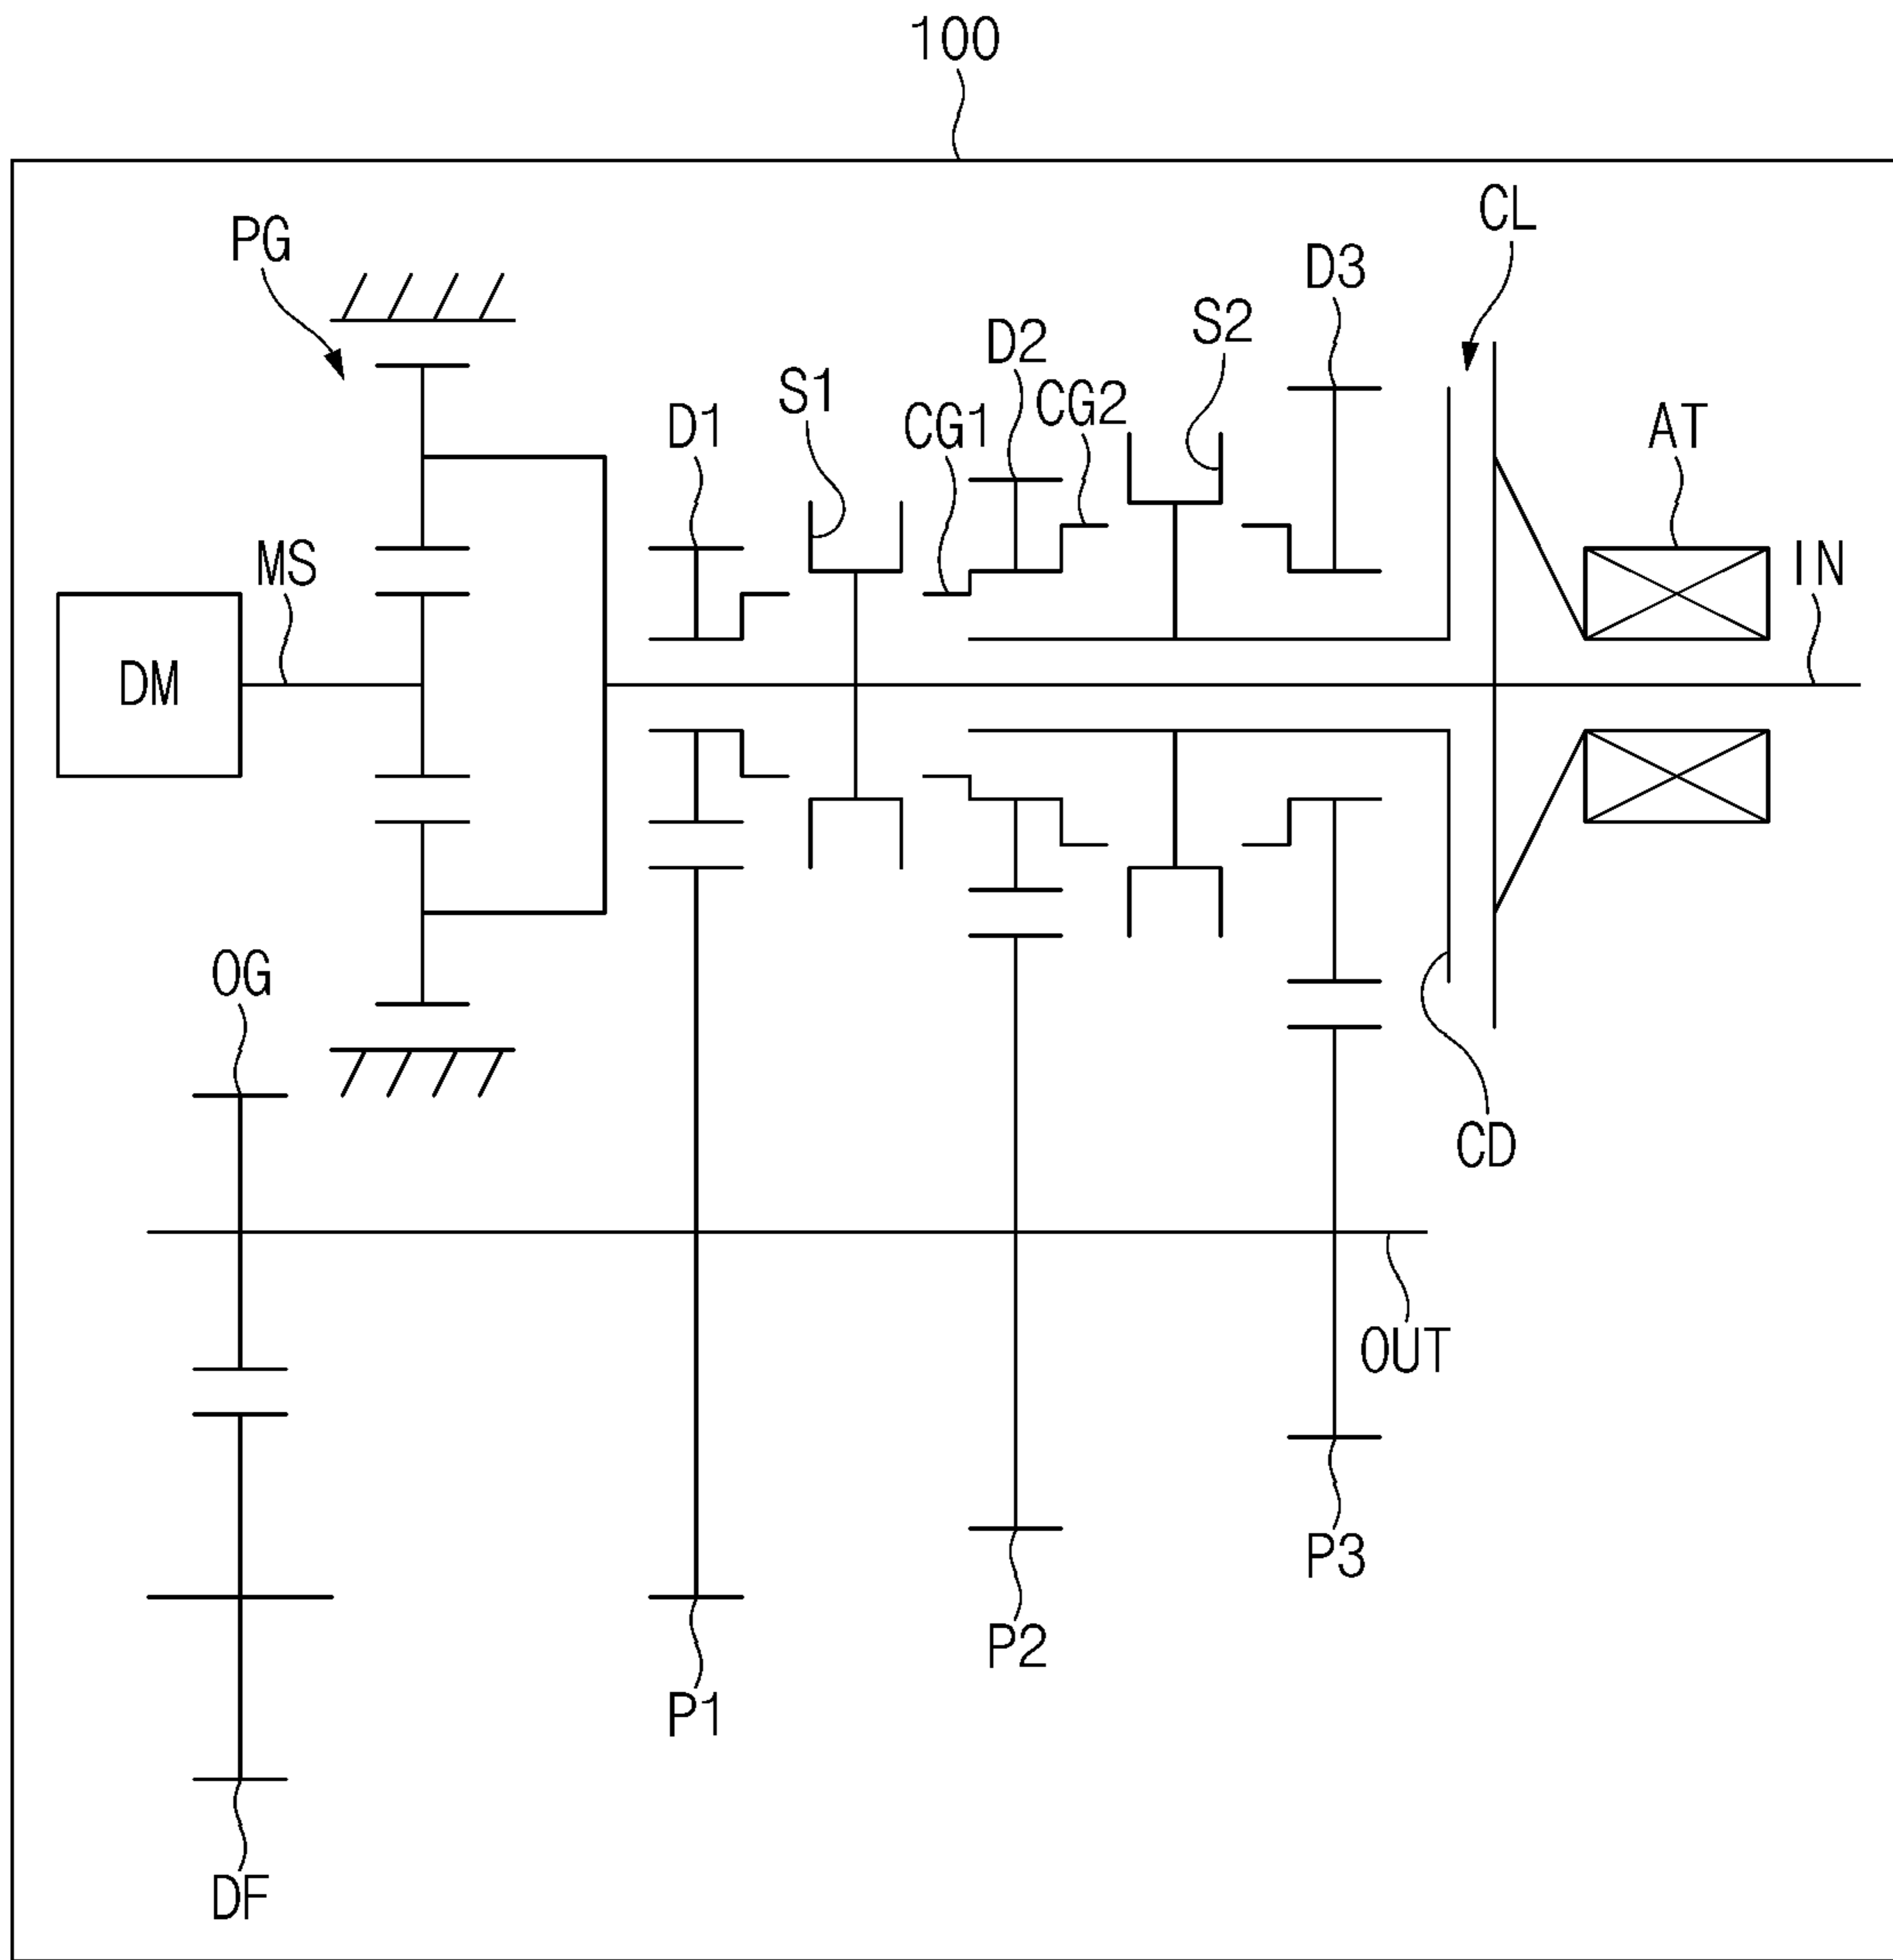 100
PG
CL
D3
S2
D2
S1
CG2
CG1
D1
AT
MS
IN
DM
OG
CD
OUT
P3
P2
P1
DF